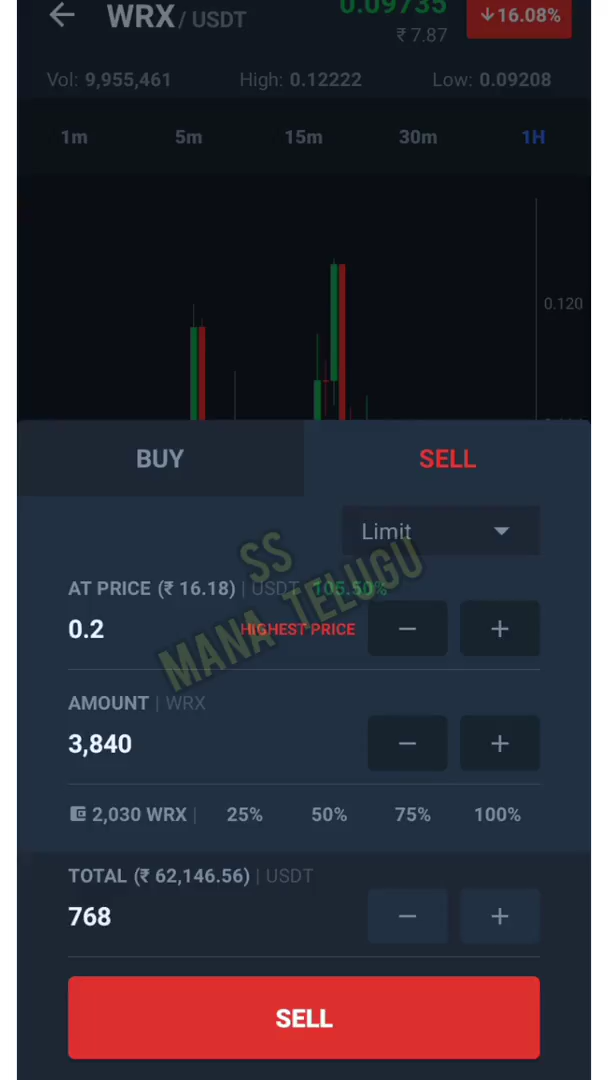 ← WRX / USDT 0.09735 ↓16.08%
₹ 7.87
Vol: 9,955,461 High: 0.12222 Low: 0.09208
1m 5m 15m 30m 1H
0.120
BUY SELL
Limit
AT PRICE (₹ 16.18) | USDT 105.50%
0.2 HIGHEST PRICE − +
AMOUNT | WRX
3,840 − +
2,030 WRX | 25% 50% 75% 100%
TOTAL (₹ 62,146.56) | USDT
768 − +
SELL
SS
MANA TELUGU